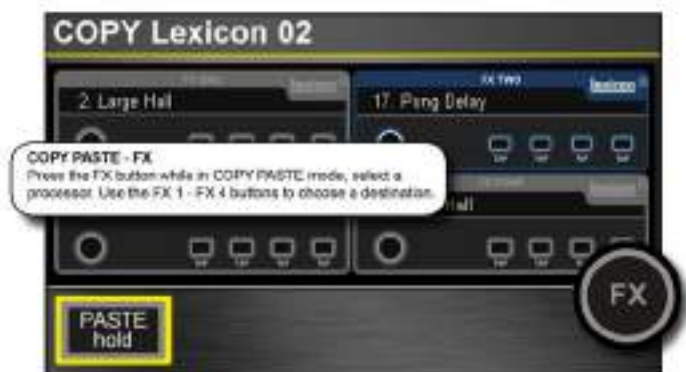 COPY Lexicon 02
FX TWO
lexicon
2. Large Hall
17. Pong Delay
COPY PASTE - FX
Press the FX button while in COPY PASTE mode, select a
processor. Use the FX 1 - FX 4 buttons to choose a destination.
Hall
FX
PASTE
hold